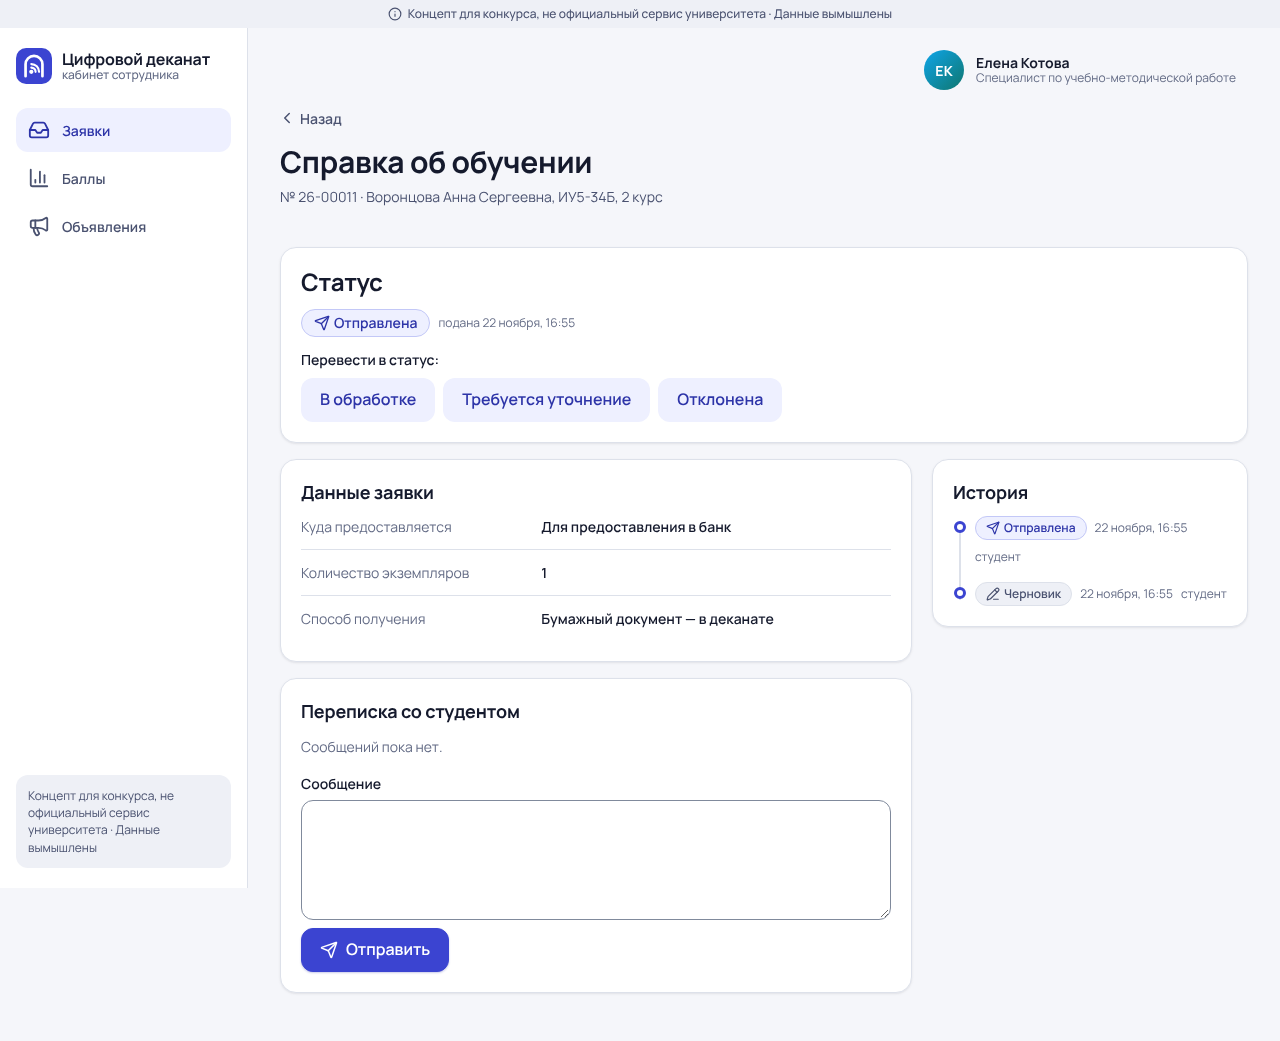 Концепт для конкурса, не официальный сервис университета · Данные вымышлены
Цифровой деканат
кабинет сотрудника
Заявки
Баллы
Объявления
Концепт для конкурса, не
официальный сервис
университета · Данные
вымышлены
ЕК
Елена Котова
Специалист по учебно-методической работе
Назад
Справка об обучении
№ 26-00011 · Воронцова Анна Сергеевна, ИУ5-34Б, 2 курс
Статус
Отправлена подана 22 ноября, 16:55
Перевести в статус:
В обработке Требуется уточнение Отклонена
Данные заявки
Куда предоставляется Для предоставления в банк
Количество экземпляров 1
Способ получения Бумажный документ — в деканате
История
Отправлена 22 ноября, 16:55
студент
Черновик 22 ноября, 16:55 студент
Переписка со студентом
Сообщений пока нет.
Сообщение
Отправить